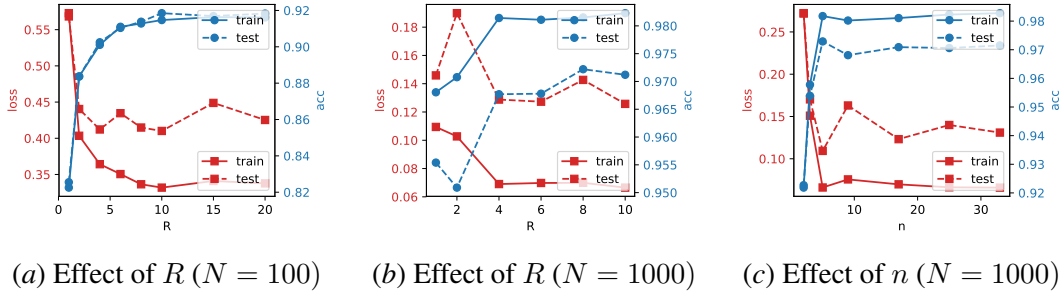 0.55
0.50
0.45
0.40
0.35
loss
0
5
10
15
20
R
0.92
0.90
0.88
0.86
0.84
0.82
acc
train
test
train
test
0.18
0.16
0.14
0.12
0.10
0.08
0.06
loss
2
4
6
8
10
R
0.980
0.975
0.970
0.965
0.960
0.955
0.950
acc
train
test
train
test
0.25
0.20
0.15
0.10
loss
10
20
30
n
0.98
0.97
0.96
0.95
0.94
0.93
0.92
acc
train
test
train
test
(a) Effect of R (N = 100)
(b) Effect of R (N = 1000)
(c) Effect of n (N = 1000)